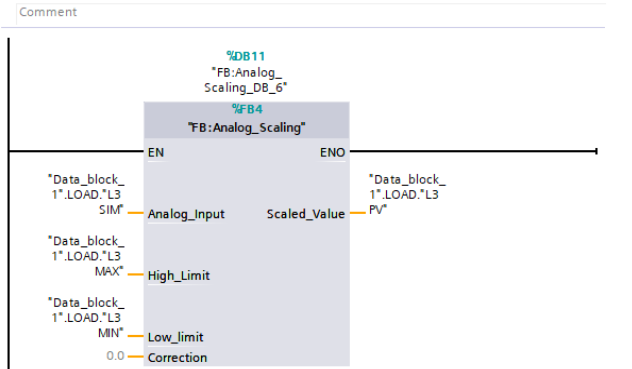 Comment
%DB11
"FB:Analog_
Scaling_DB_6"
%FB4
"FB:Analog_Scaling"
EN
ENO
"Data_block_
1".LOAD."L3
SIM"
Analog_Input
Scaled_Value
"Data_block_
1".LOAD."L3
PV"
"Data_block_
1".LOAD."L3
MAX"
High_Limit
"Data_block_
1".LOAD."L3
MIN"
Low_limit
0.0
Correction